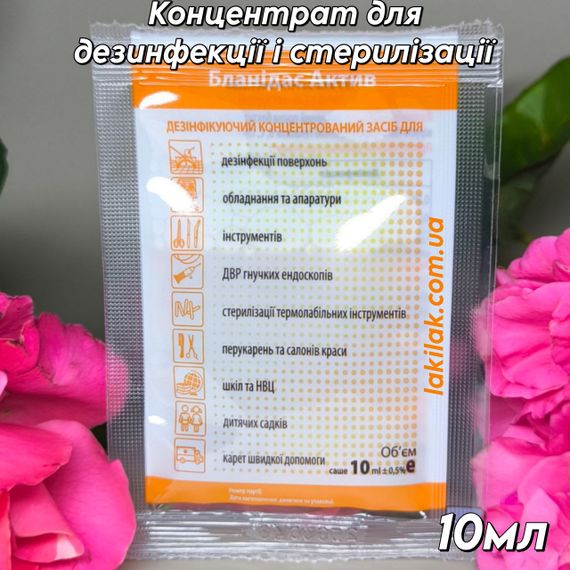 Концентрат для
дезинфекції і стерилізації
Бланідас Актив
ДЕЗІНФІКУЮЧИЙ КОНЦЕНТРОВАНИЙ ЗАСІБ ДЛЯ
дезінфекції поверхонь
обладнання та апаратури
інструментів
ДВР гнучких ендоскопів
стерилізації термолабільних інструментів
перукарень та салонів краси
шкіл та НВЦ
дитячих садків
карет швидкої допомоги
Об'єм
саше 10 ml ± 0,5% e
lakilak.com.ua
10мл